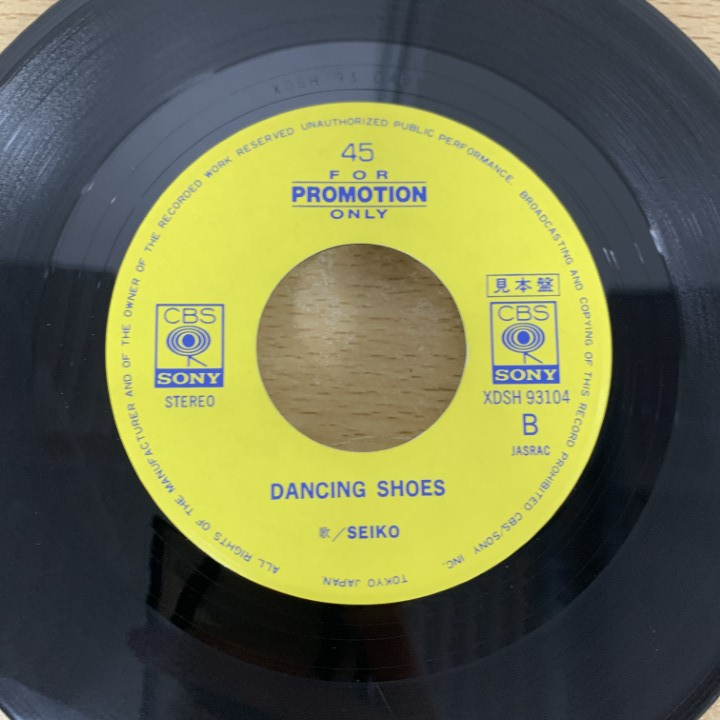 XDSH 93
ALL RIGHTS OF THE MANUFACTURER AND OF THE OWNER OF THE RECORDED WORK RESERVED UNAUTHORIZED PUBLIC PERFORMANCE. BROADCASTING AND COPYING OF THIS RECORD PROHIBITED CBS/SONY INC. TOKYO JAPAN.
45
FOR
PROMOTION
ONLY
見本盤
CBS
SONY
STEREO
CBS
SONY
XDSH 93104
B
JASRAC
DANCING SHOES
歌/SEIKO